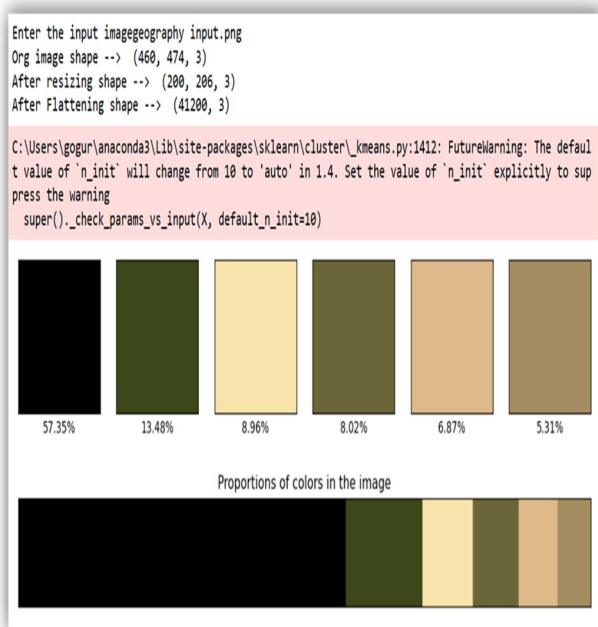 Enter the input imagegeography input.png
Org image shape --> (460, 474, 3)
After resizing shape --> (200, 206, 3)
After Flattening shape --> (41200, 3)
C:\Users\gogur\anaconda3\Lib\site-packages\sklearn\cluster\_kmeans.py:1412: FutureWarning: The defaul
t value of `n_init` will change from 10 to 'auto' in 1.4. Set the value of `n_init` explicitly to sup
press the warning
super()._check_params_vs_input(X, default_n_init=10)
57.35% 13.48% 8.96% 8.02% 6.87% 5.31%
Proportions of colors in the image